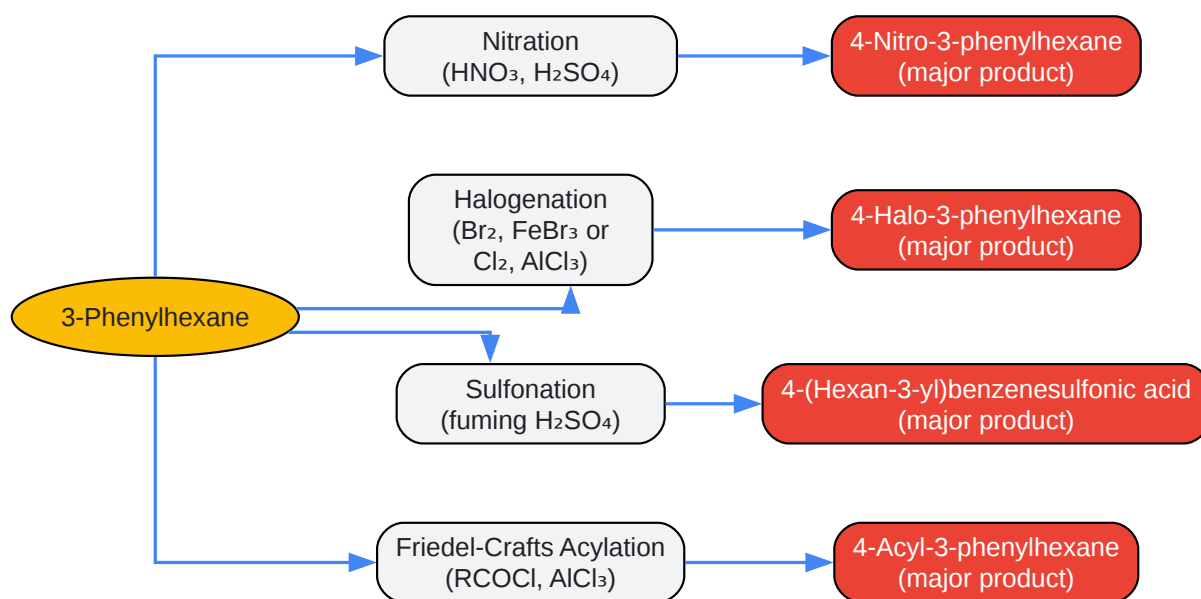 Nitration
(HNO₃, H₂SO₄)
4-Nitro-3-phenylhexane
(major product)
Halogenation
(Br₂, FeBr₃ or
Cl₂, AlCl₃)
4-Halo-3-phenylhexane
(major product)
3-Phenylhexane
Sulfonation
(fuming H₂SO₄)
4-(Hexan-3-yl)benzenesulfonic acid
(major product)
Friedel-Crafts Acylation
(RCOCl, AlCl₃)
4-Acyl-3-phenylhexane
(major product)